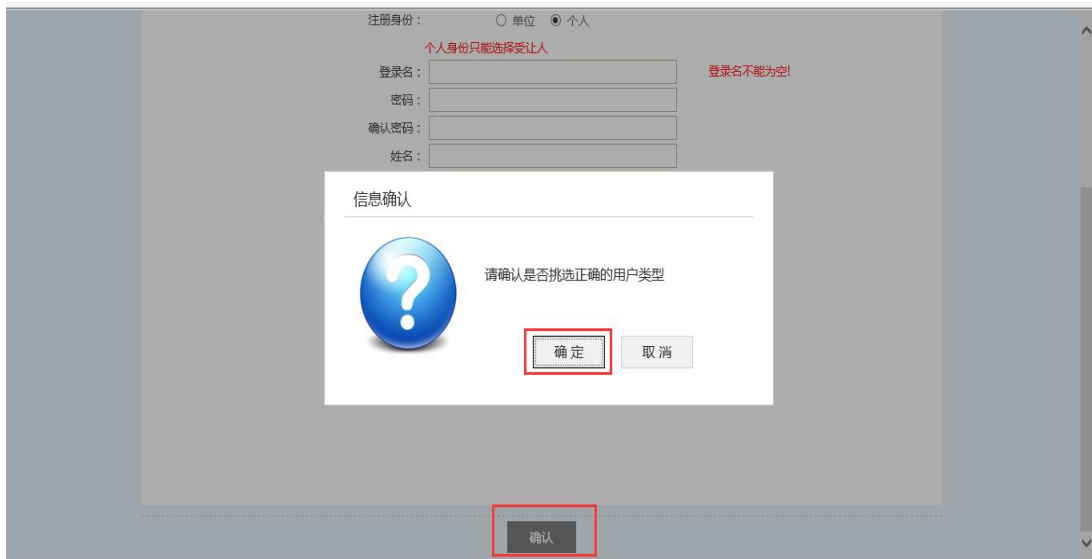 注册身份： 单位 个人
个人身份只能选择受让人
登录名： 登录名不能为空!
密码：
确认密码：
姓名：
信息确认
请确认是否挑选正确的用户类型
确定 取消
确认